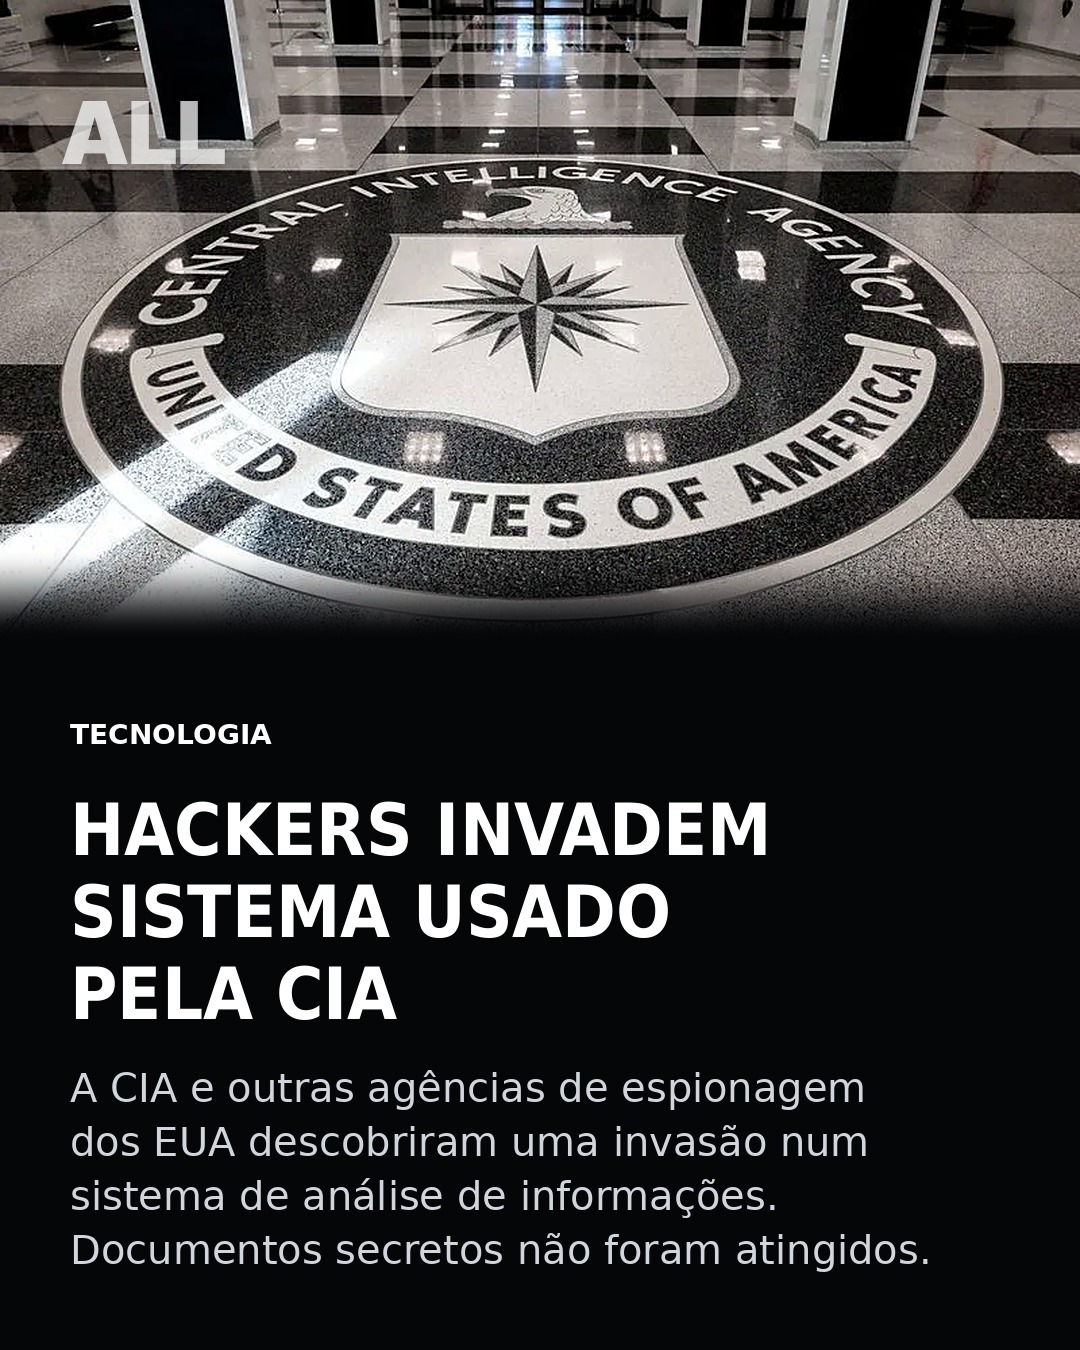 ALL
CENTRAL INTELLIGENCE AGENCY
UNITED STATES OF AMERICA
TECNOLOGIA
HACKERS INVADEM
SISTEMA USADO
PELA CIA
A CIA e outras agências de espionagem
dos EUA descobriram uma invasão num
sistema de análise de informações.
Documentos secretos não foram atingidos.